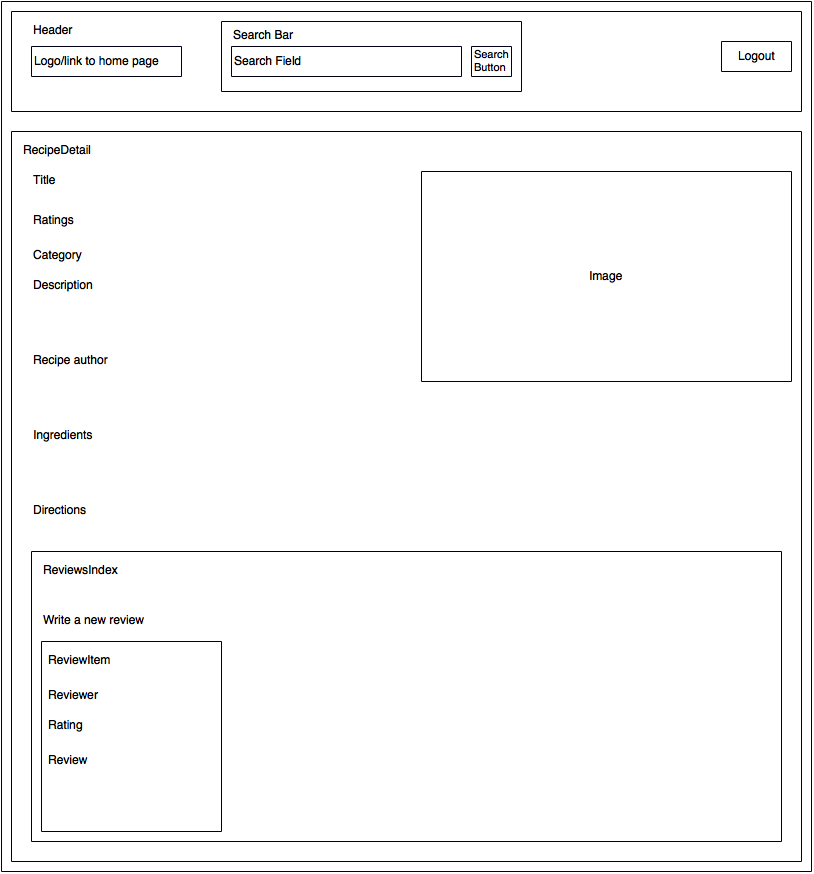 Header
Logo/link to home page
Search Bar
Search Field
Search
Button
Logout
RecipeDetail
Title
Ratings
Category
Description
Image
Recipe author
Ingredients
Directions
ReviewsIndex
Write a new review
ReviewItem
Reviewer
Rating
Review